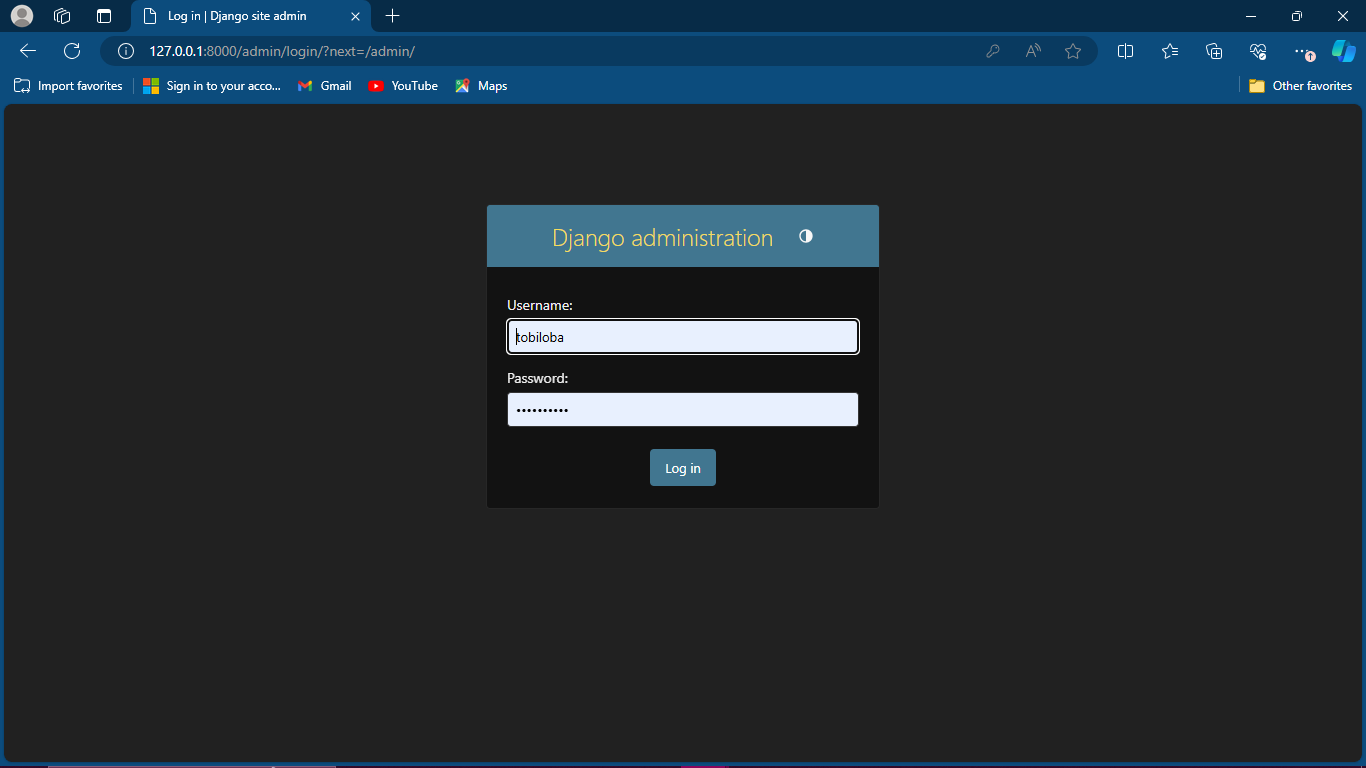 Log in | Django site admin
127.0.0.1:8000/admin/login/?next=/admin/
Import favorites
Sign in to your acco...
Gmail
YouTube
Maps
Other favorites
Django administration
Username:
tobiloba
Password:
••••••••••
Log in